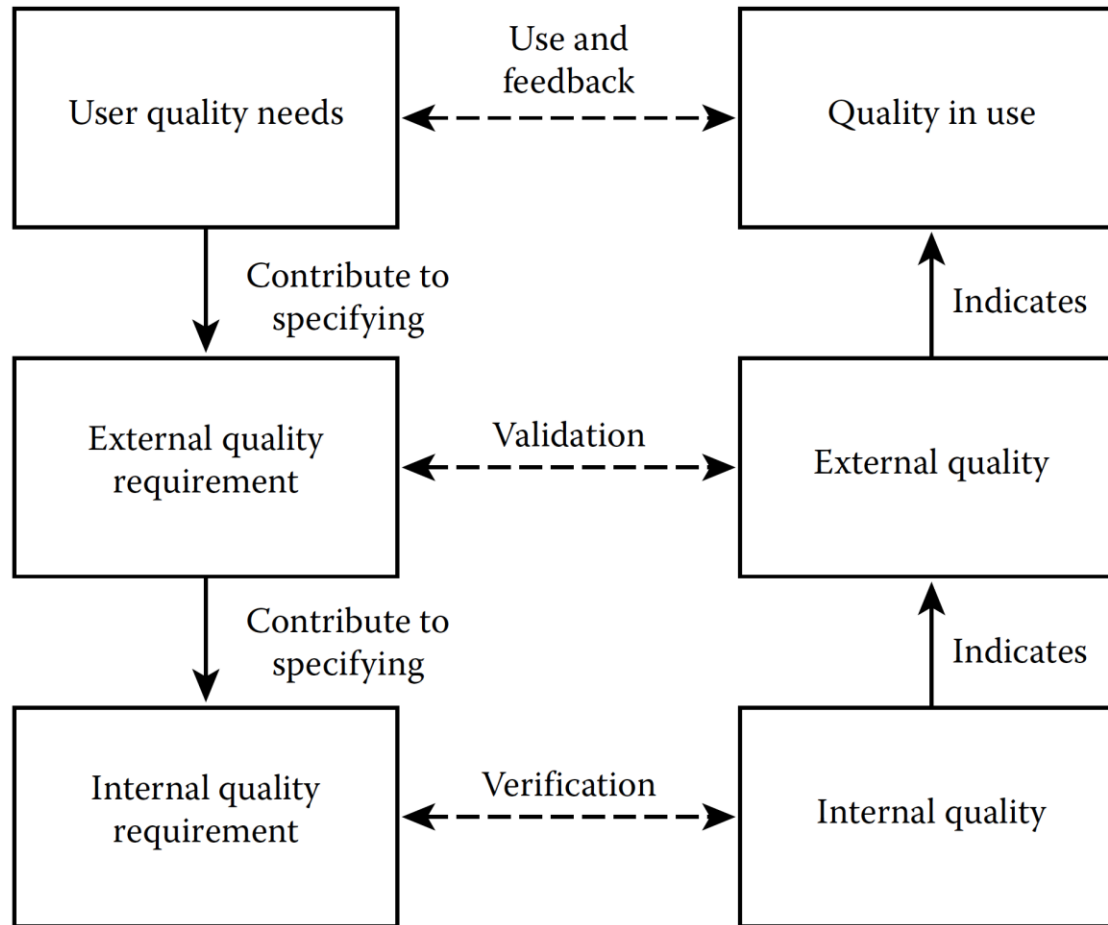 Use and
feedback
User quality needs
Quality in use
Contribute to
specifying
Indicates
External quality
requirement
Validation
External quality
Contribute to
specifying
Indicates
Internal quality
requirement
Verification
Internal quality